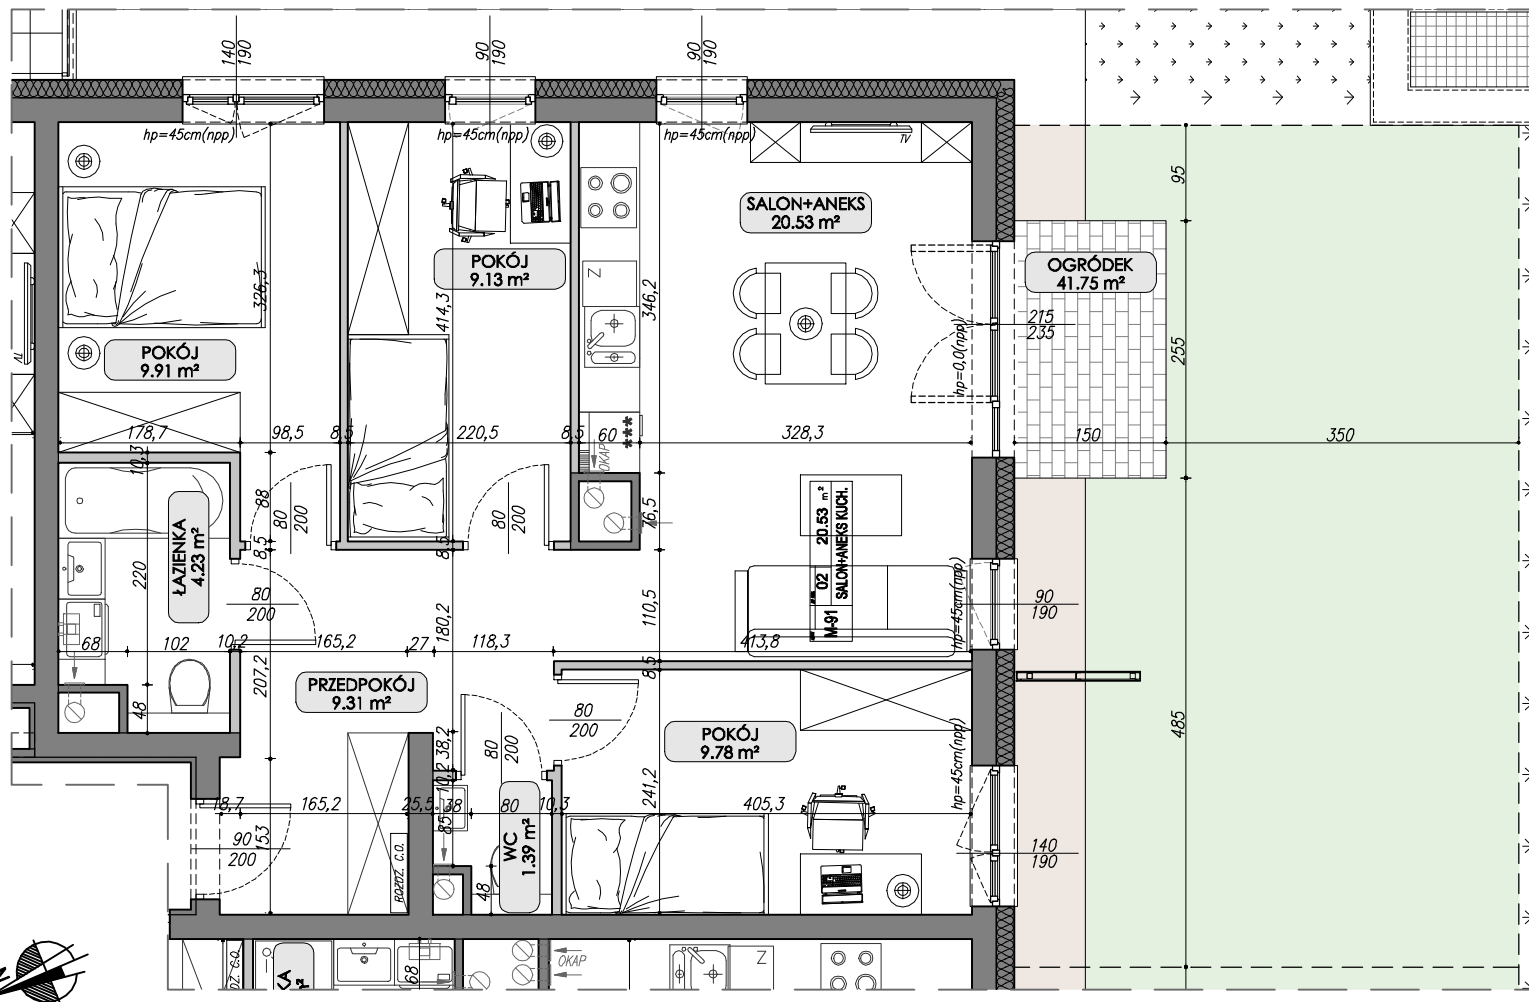 140
190
90
190
90
190
hp=45cm(npp)
hp=45cm(npp)
hp=45cm(npp)
TV
SALON+ANEKS
20.53 m²
POKÓJ
9.13 m²
OGRÓDEK
41.75 m²
POKÓJ
9.91 m²
326,3
414,3
346,2
Z
hp=0,0(npp)
215
235
95
255
TV
178,7
98,5
8,5
220,5
8,5
60
328,3
150
350
OKAP
10,3
88
80
200
80
200
76,5
ŁAZIENKA
4.23 m²
M-91
02
20.53 m²
SALON+ANEKS KUCH.
8,5
8,5
220
80
200
180,2
110,5
hp=45cm(npp)
90
190
68
102
10,2
165,2
27
118,3
413,8
8,5
207,2
48
PRZEDPOKÓJ
9.31 m²
80
200
POKÓJ
9.78 m²
hp=45cm(npp)
485
38,2
80
200
10,2
241,2
18,7
165,2
25,5
38
80
10,3
405,3
90
200
153
85
WC
1.39 m²
48
ROZDZ. C.O.
140
190
68
OKAP
Z